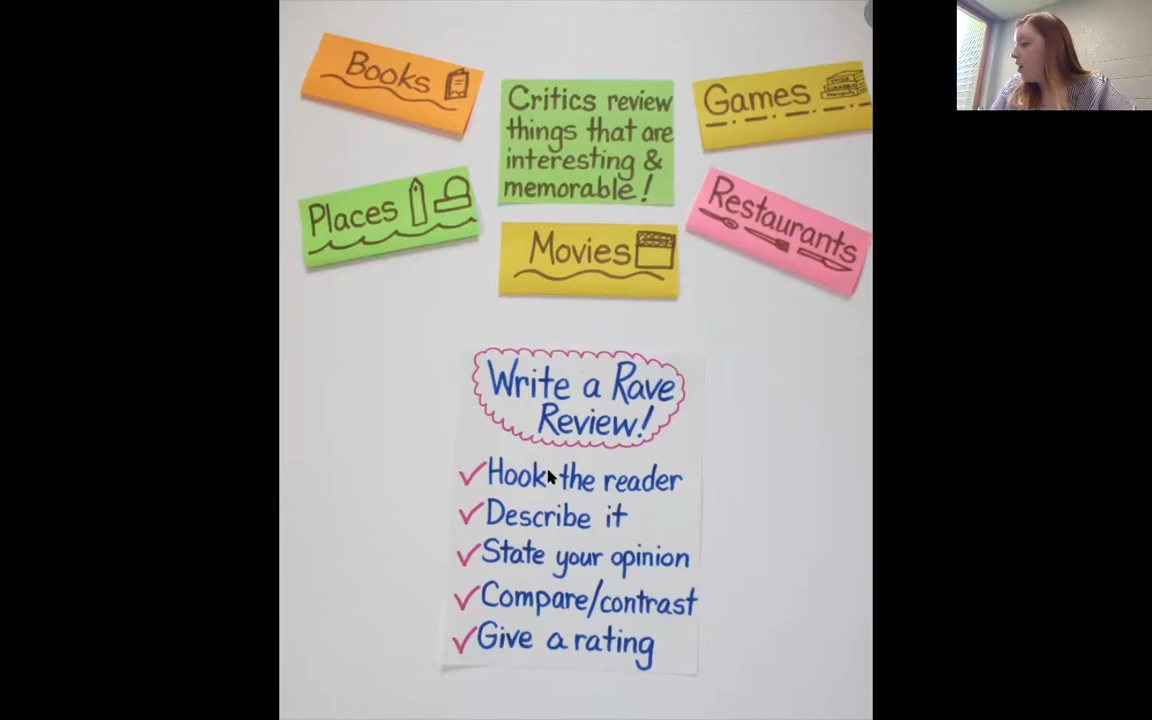 Books
Critics review
things that are
interesting &
memorable!
Games
Places
Movies
Restaurants
Write a Rave
Review!
Hook the reader
Describe it
State your opinion
Compare/contrast
Give a rating